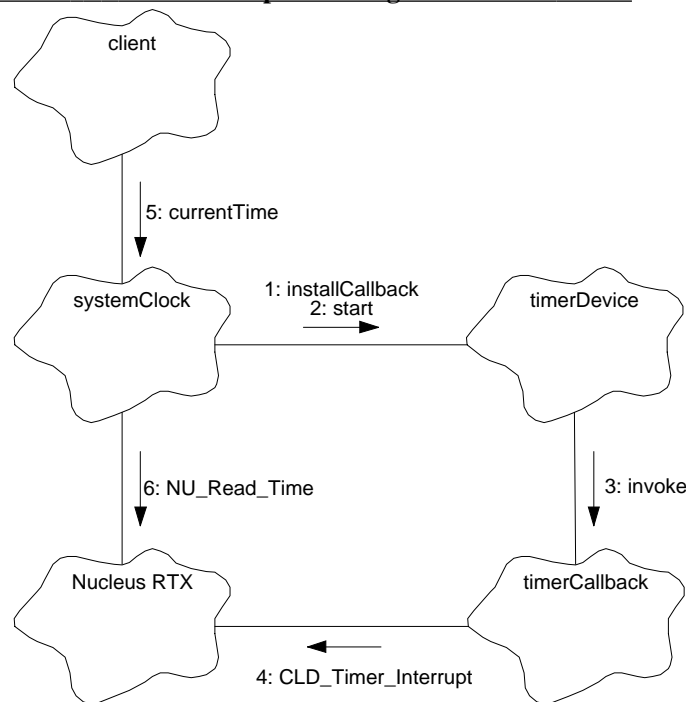 client
5: currentTime
systemClock
1: installCallback
2: start
timerDevice
6: NU_Read_Time
3: invoke
Nucleus RTX
timerCallback
4: CLD_Timer_Interrupt